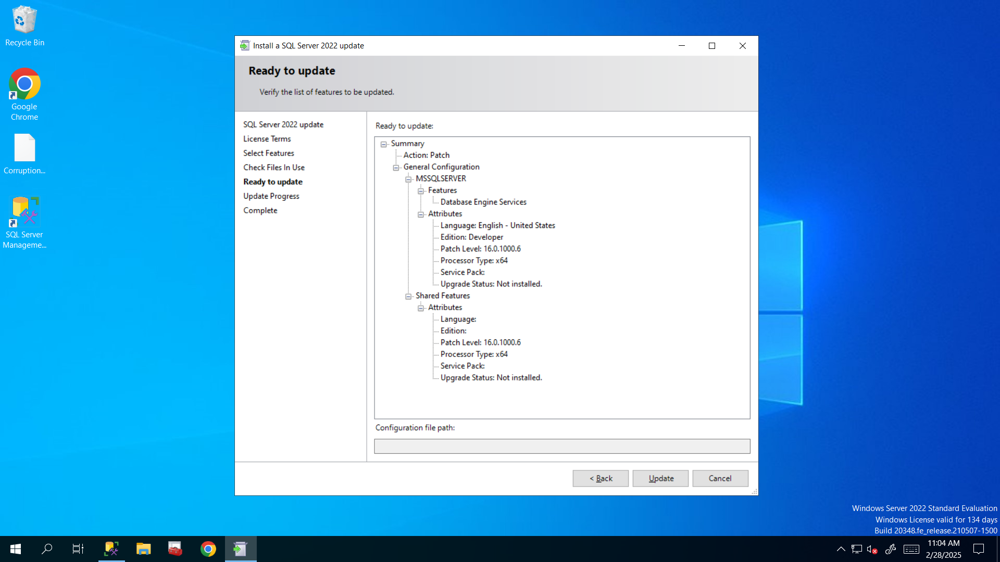 Recycle Bin
Google
Chrome
Corruption...
SQL Server
Manageme...
Install a SQL Server 2022 update
Ready to update
Verify the list of features to be updated.
SQL Server 2022 update
License Terms
Select Features
Check Files In Use
Ready to update
Update Progress
Complete
Ready to update:
Summary
Action: Patch
General Configuration
MSSQLSERVER
Features
Database Engine Services
Attributes
Language: English - United States
Edition: Developer
Patch Level: 16.0.1000.6
Processor Type: x64
Service Pack:
Upgrade Status: Not installed.
Shared Features
Attributes
Language:
Edition:
Patch Level: 16.0.1000.6
Processor Type: x64
Service Pack:
Upgrade Status: Not installed.
Configuration file path:
< Back
Update
Cancel
Windows Server 2022 Standard Evaluation
Windows License valid for 134 days
Build 20348.fe_release.210507-1500
11:04 AM
2/28/2025